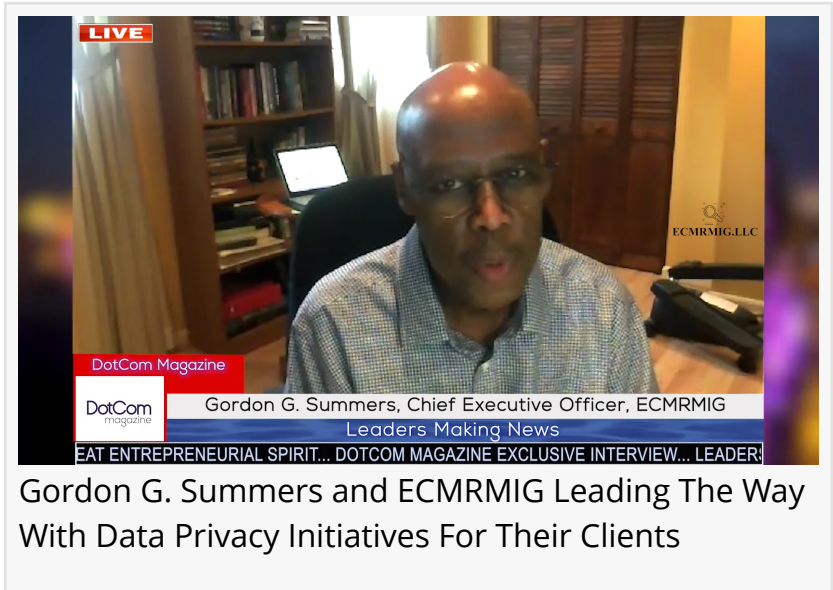 LIVE
ECMRMIG.LLC
DotCom Magazine
DotCom
magazine
Gordon G. Summers, Chief Executive Officer, ECMRMIG
Leaders Making News
EAT ENTREPRENEURIAL SPIRIT... DOTCOM MAGAZINE EXCLUSIVE INTERVIEW... LEADERS
Gordon G. Summers and ECMRMIG Leading The Way
With Data Privacy Initiatives For Their Clients